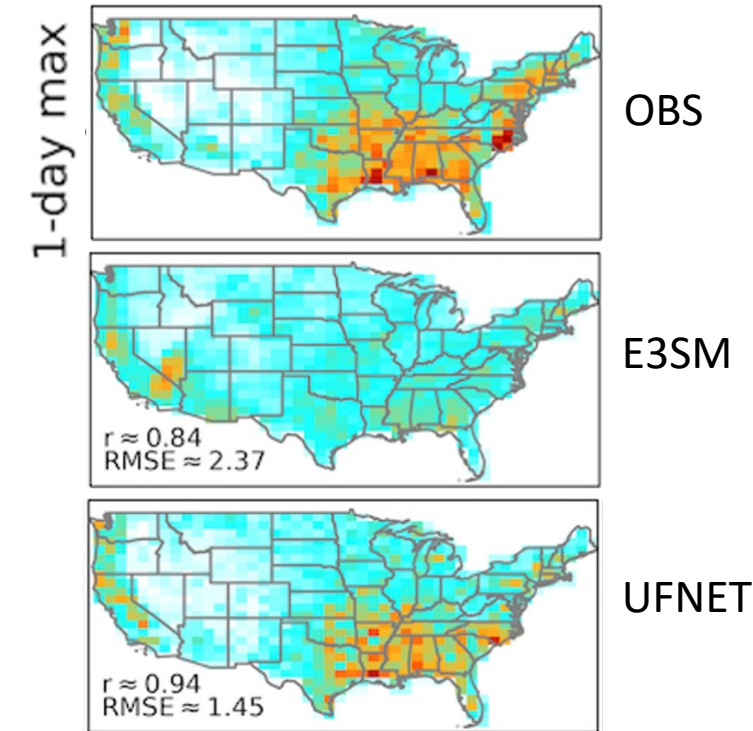 1-day max
OBS
E3SM
r ≈ 0.84
RMSE ≈ 2.37
UFNET
r ≈ 0.94
RMSE ≈ 1.45